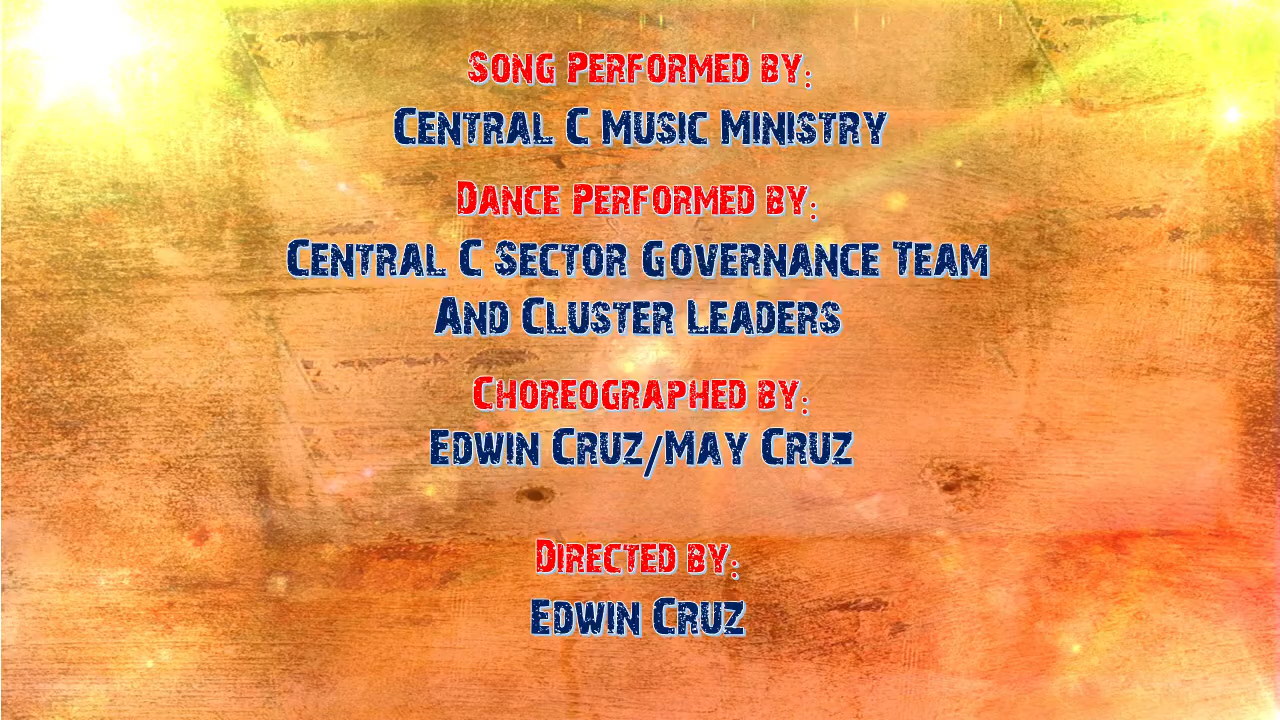 Song Performed by:
Central C Music Ministry
Dance Performed by:
Central C Sector Governance Team
And Cluster Leaders
Choreographed by:
Edwin Cruz/May Cruz
Directed by:
Edwin Cruz